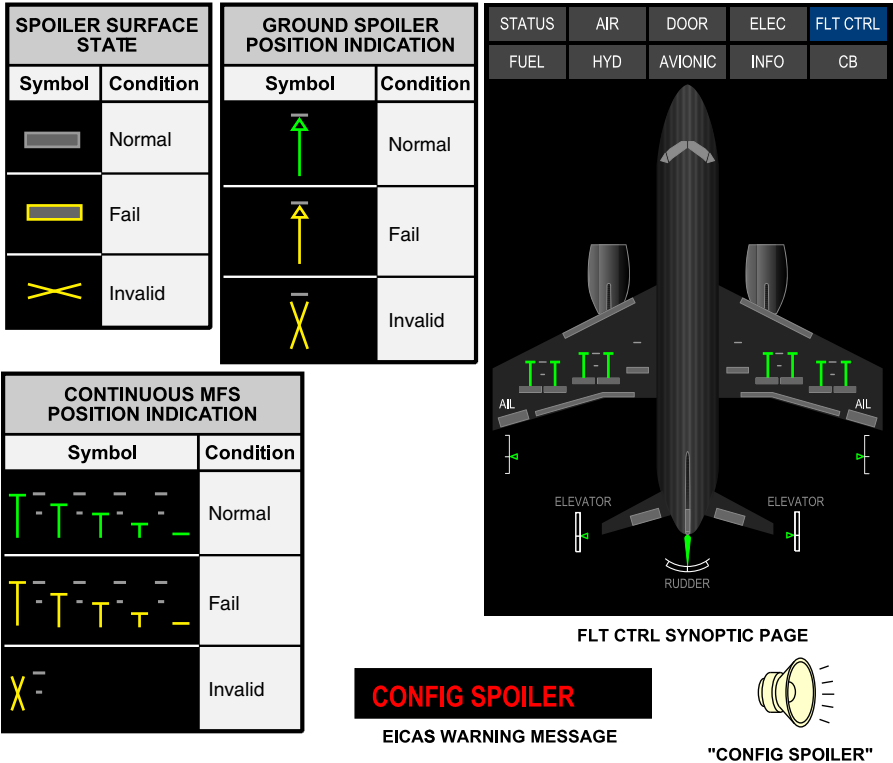 SPOILER SURFACE
STATE
Symbol Condition
Normal
Fail
Invalid
GROUND SPOILER
POSITION INDICATION
Symbol Condition
Normal
Fail
Invalid
CONTINUOUS MFS
POSITION INDICATION
Symbol Condition
Normal
Fail
Invalid
STATUS AIR DOOR ELEC FLT CTRL
FUEL HYD AVIONIC INFO CB
AIL AIL
ELEVATOR ELEVATOR
RUDDER
FLT CTRL SYNOPTIC PAGE
CONFIG SPOILER
EICAS WARNING MESSAGE
"CONFIG SPOILER"